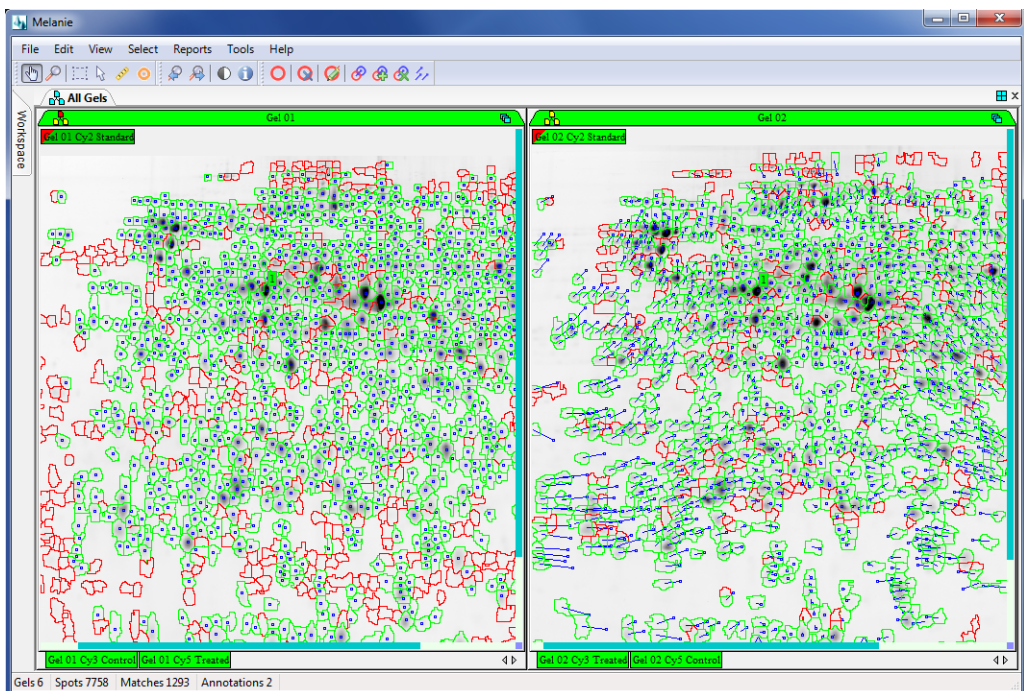 Melanie
File Edit View Select Reports Tools Help
All Gels
Workspace
Gel 01
Gel 02
Gel 01 Cy2 Standard
Gel 02 Cy2 Standard
Gel 01 Cy3 Control
Gel 01 Cy5 Treated
Gel 02 Cy3 Treated
Gel 02 Cy5 Control
Gels 6 Spots 7758 Matches 1293 Annotations 2